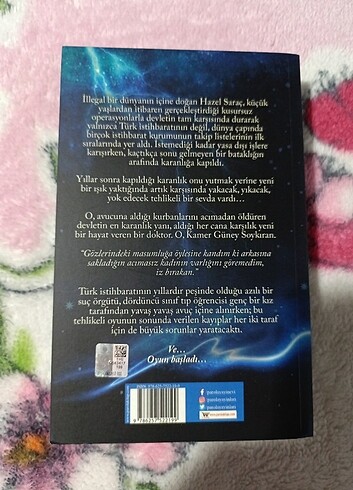 İllegal bir dünyanın içine doğan Hazel Saraç, küçük
yaşlardan itibaren gerçekleştirdiği kusursuz
operasyonlarla devletin tam karşısında durarak
yalnızca Türk istihbaratının değil, dünya çapında
birçok istihbarat kurumunun takip listelerinin ilk
sıralarında yer aldı. İstemediği kadar yasa dışı işlere
karışırken, kaçtıkça sonu gelmeyen bir bataklığın
arafında karanlığa kapıldı.
Yıllar sonra kapıldığı karanlık onu yutmak yerine yeni
bir ışık yaktığında artık karşısında yakacak, yıkacak,
yok edecek tehlikeli bir sevda vardı…
O, avucuna aldığı kurbanlarını acımadan öldüren
devletin en karanlık yanı, aldığı her cana karşılık yeni
bir hayat veren bir doktor. O, Kamer Güney Soykıran.
“Gözlerindeki masumluğa öylesine kandım ki arkasına
sakladığın acımasız kadının varlığını göremedim,
iz bırakan.”
Türk istihbaratının yıllardır peşinde olduğu azılı bir
suç örgütü, dördüncü sınıf tıp öğrencisi genç bir kız
tarafından yavaş yavaş avuç içine alınırken; bu
tehlikeli oyunun sonunda verilen kayıplar her iki taraf
için de büyük sorunlar yaratacaktı.
Ve…
Oyun başladı…
9 786257 522199